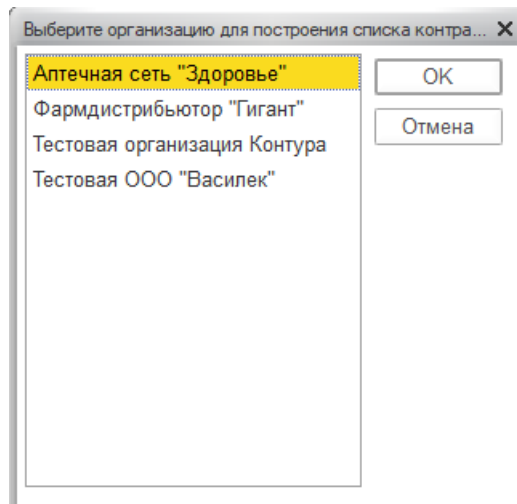 Выберите организацию для построения списка контра...
Аптечная сеть "Здоровье"
OK
Фармдистрибьютор "Гигант"
Отмена
Тестовая организация Контура
Тестовая ООО "Василек"